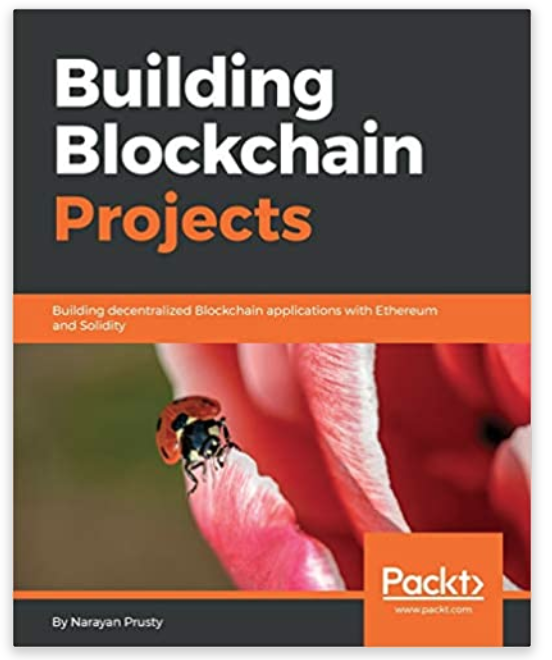 Building
Blockchain
Projects
Building decentralized Blockchain applications with Ethereum
and Solidity
Packt>
www.packt.com
By Narayan Prusty